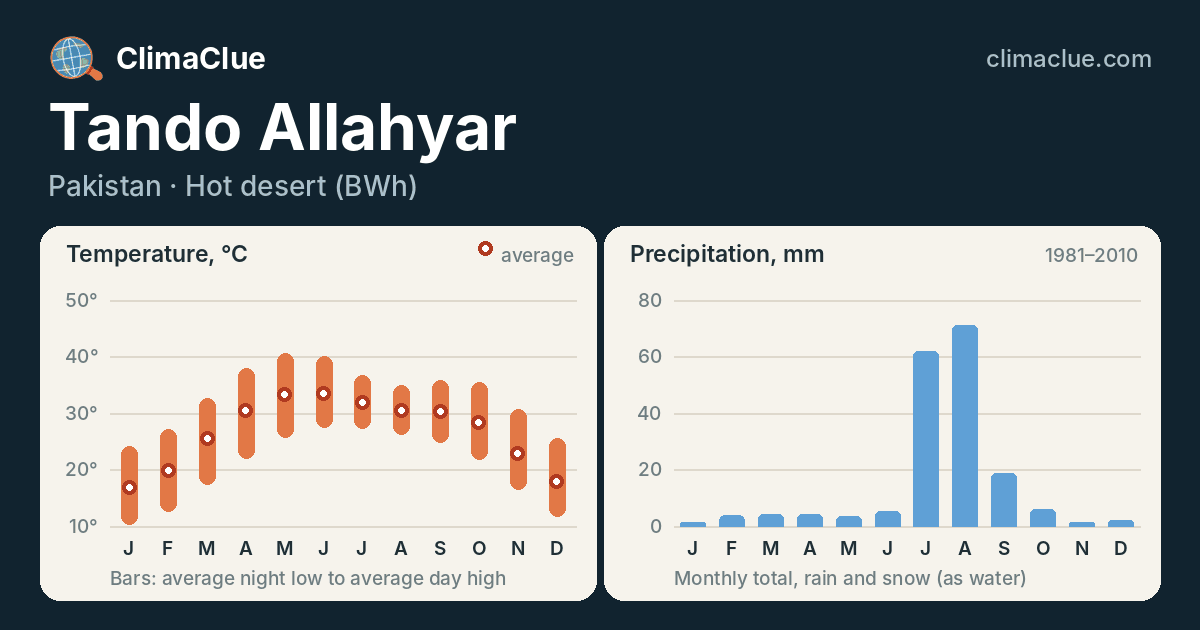 ClimaClue
climaclue.com
Tando Allahyar
Pakistan · Hot desert (BWh)
Temperature, °C
average
50°
40°
30°
20°
10°
J F M A M J J A S O N D
Bars: average night low to average day high
Precipitation, mm
1981–2010
80
60
40
20
0
J F M A M J J A S O N D
Monthly total, rain and snow (as water)